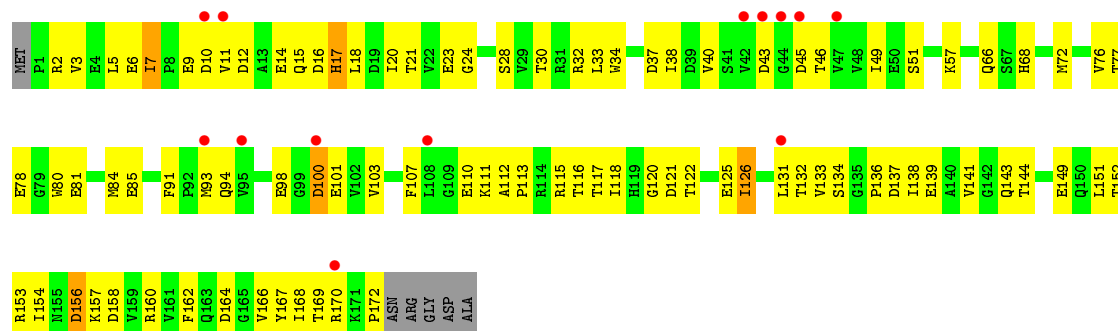 MET P1 R2 V3 E4 L5 E6 I7 P8 E9 D10 V11 D12 A13 E14 Q15 D16 H17 L18 D19 I20 T21 V22 E23 G24 S28 V29 T30 R31 R32 L33 W34 D37 I38 D39 V40 S41 V42 D43 G44 D45 T46 V47 V48 I49 E50 S51 K57 Q66 S67 H68 M72 V76 T77
E78 G79 W80 E81 M84 E85 F91 P92 M93 Q94 V95 E98 G99 D100 E101 V102 V103 F107 L108 G109 E110 K111 A112 P113 R114 R115 T116 T117 I118 H119 G120 D121 T122 E125 I126 L131 T132 V133 S134 G135 P136 D137 I138 E139 A140 V141 G142 Q143 T144 E149 Q150 L151 T152
R153 I154 N155 D156 K157 D158 V159 R160 V161 F162 Q163 D164 G165 V166 Y167 I168 T169 R170 K171 P172 ASN ARG GLY ASP ALA